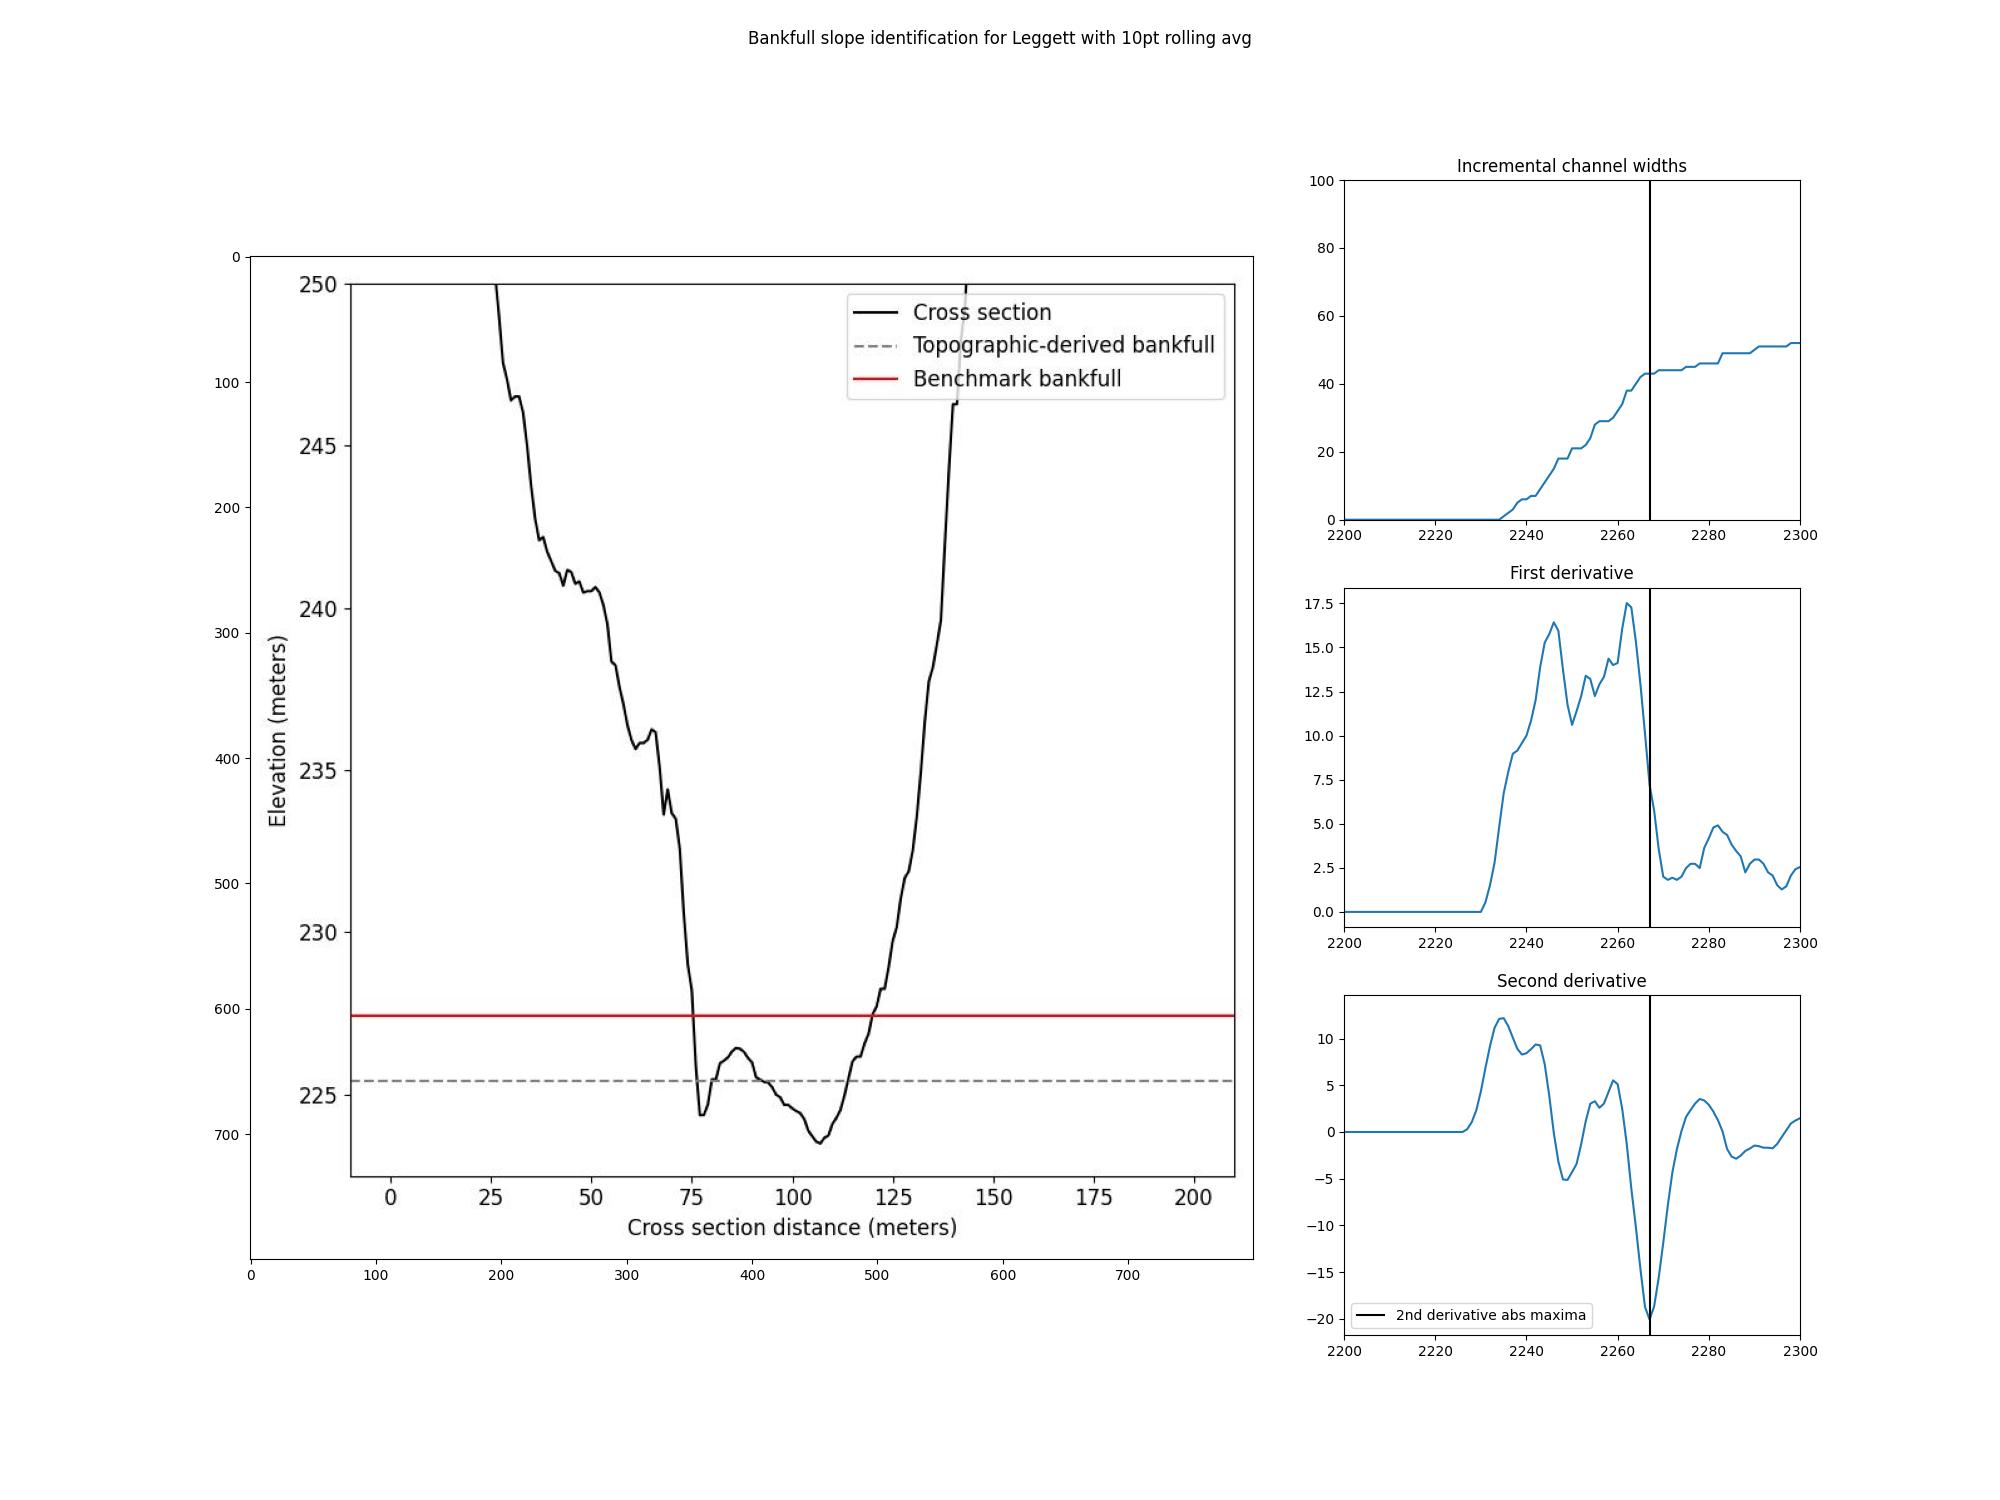 Bankfull slope identification for Leggett with 10pt rolling avg
0
100
200
300
400
500
600
700
250
245
240
235
230
225
Elevation (meters)
Cross section
Topographic-derived bankfull
Benchmark bankfull
0 25 50 75 100 125 150 175 200
Cross section distance (meters)
0 100 200 300 400 500 600 700
Incremental channel widths
100
80
60
40
20
0
2200 2220 2240 2260 2280 2300
First derivative
17.5
15.0
12.5
10.0
7.5
5.0
2.5
0.0
2200 2220 2240 2260 2280 2300
Second derivative
10
5
0
−5
−10
−15
−20
2nd derivative abs maxima
2200 2220 2240 2260 2280 2300